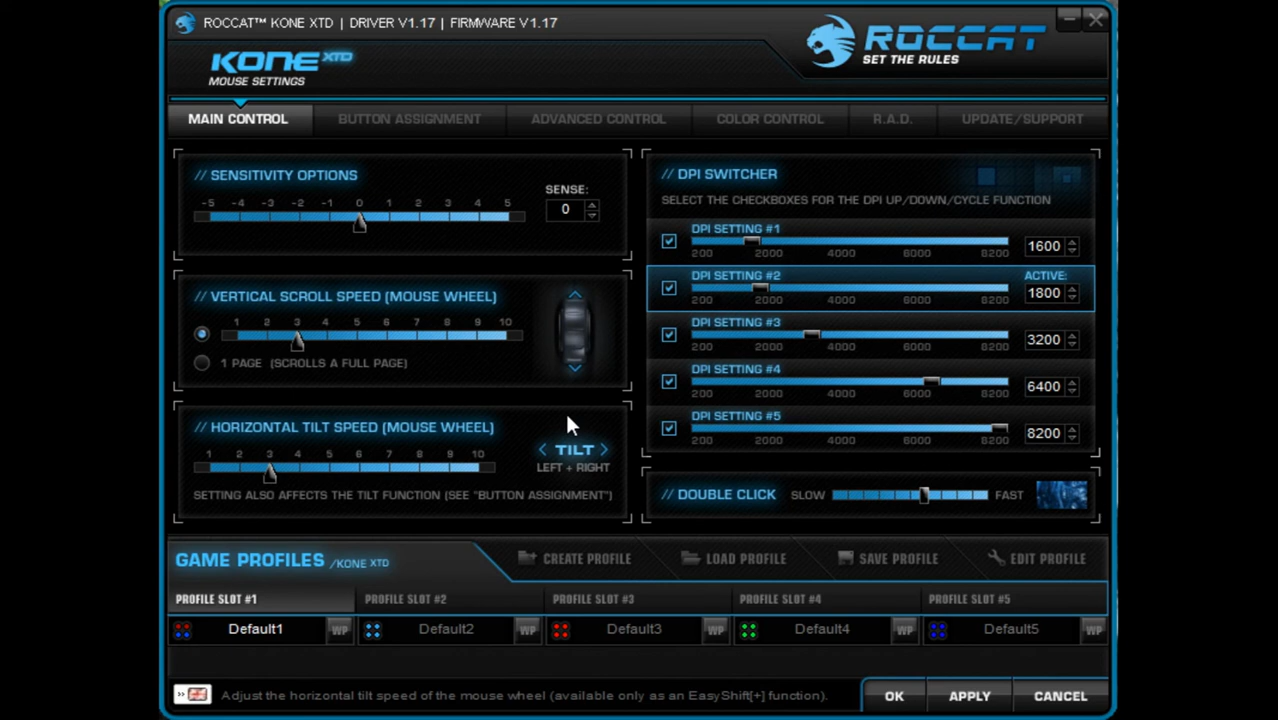 ROCCAT™ KONE XTD | DRIVER V1.17 | FIRMWARE V1.17
KONE XTD
MOUSE SETTINGS
ROCCAT
SET THE RULES
MAIN CONTROL
BUTTON ASSIGNMENT
ADVANCED CONTROL
COLOR CONTROL
R.A.D.
UPDATE/SUPPORT
// SENSITIVITY OPTIONS
-5 -4 -3 -2 -1 0 1 2 3 4 5
SENSE:
0
// VERTICAL SCROLL SPEED (MOUSE WHEEL)
1 2 3 4 5 6 7 8 9 10
1 PAGE (SCROLLS A FULL PAGE)
// HORIZONTAL TILT SPEED (MOUSE WHEEL)
1 2 3 4 5 6 7 8 9 10
< TILT >
LEFT + RIGHT
SETTING ALSO AFFECTS THE TILT FUNCTION (SEE "BUTTON ASSIGNMENT")
// DPI SWITCHER
SELECT THE CHECKBOXES FOR THE DPI UP/DOWN/CYCLE FUNCTION
DPI SETTING #1
200 2000 4000 6000 8200
1600
DPI SETTING #2
200 2000 4000 6000 8200
ACTIVE:
1800
DPI SETTING #3
200 2000 4000 6000 8200
3200
DPI SETTING #4
200 2000 4000 6000 8200
6400
DPI SETTING #5
200 2000 4000 6000 8200
8200
// DOUBLE CLICK
SLOW
FAST
GAME PROFILES /KONE XTD
CREATE PROFILE
LOAD PROFILE
SAVE PROFILE
EDIT PROFILE
PROFILE SLOT #1
PROFILE SLOT #2
PROFILE SLOT #3
PROFILE SLOT #4
PROFILE SLOT #5
Default1 WP
Default2 WP
Default3 WP
Default4 WP
Default5 WP
Adjust the horizontal tilt speed of the mouse wheel (available only as an EasyShift[+] function).
OK
APPLY
CANCEL